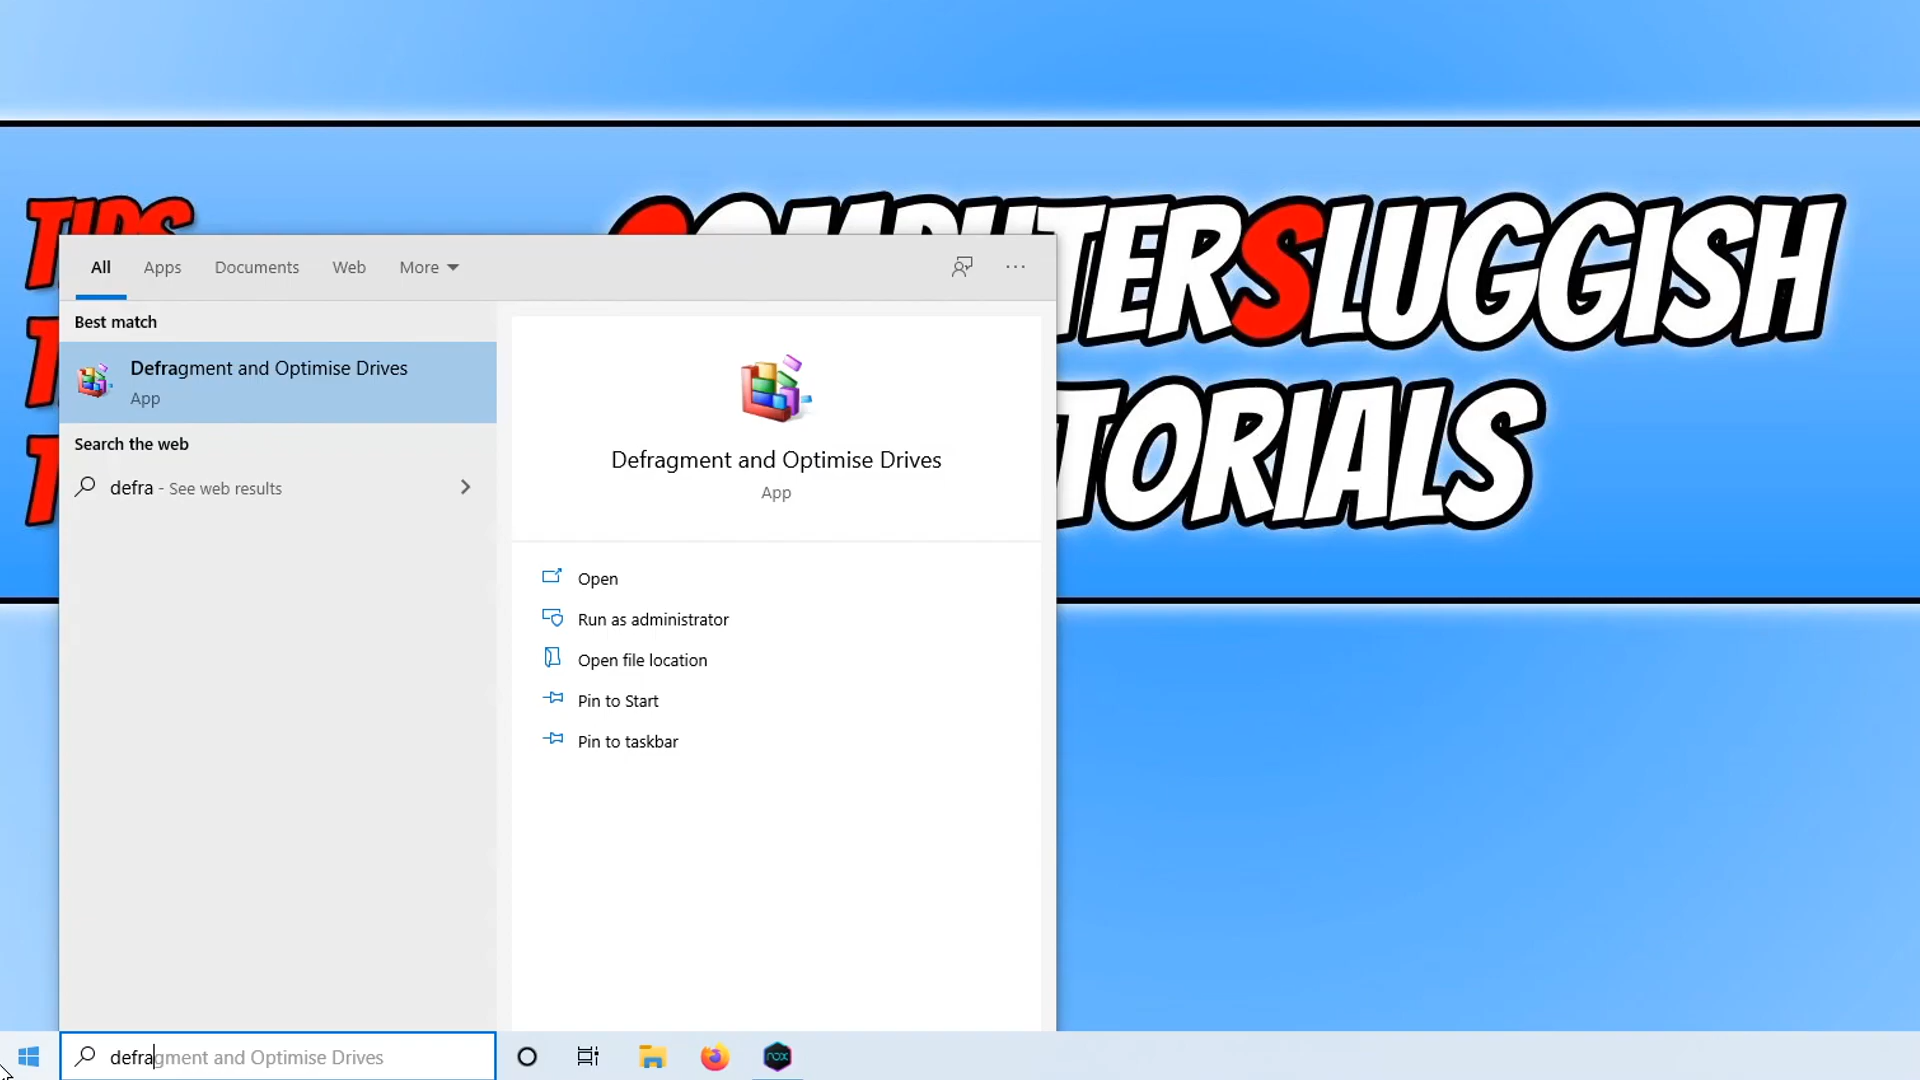 TIPS
COMPUTERSLUGGISH
TORIALS
All
Apps
Documents
Web
More
Best match
Defragment and Optimise Drives
App
Search the web
defra - See web results
Defragment and Optimise Drives
App
Open
Run as administrator
Open file location
Pin to Start
Pin to taskbar
defragment and Optimise Drives
nox